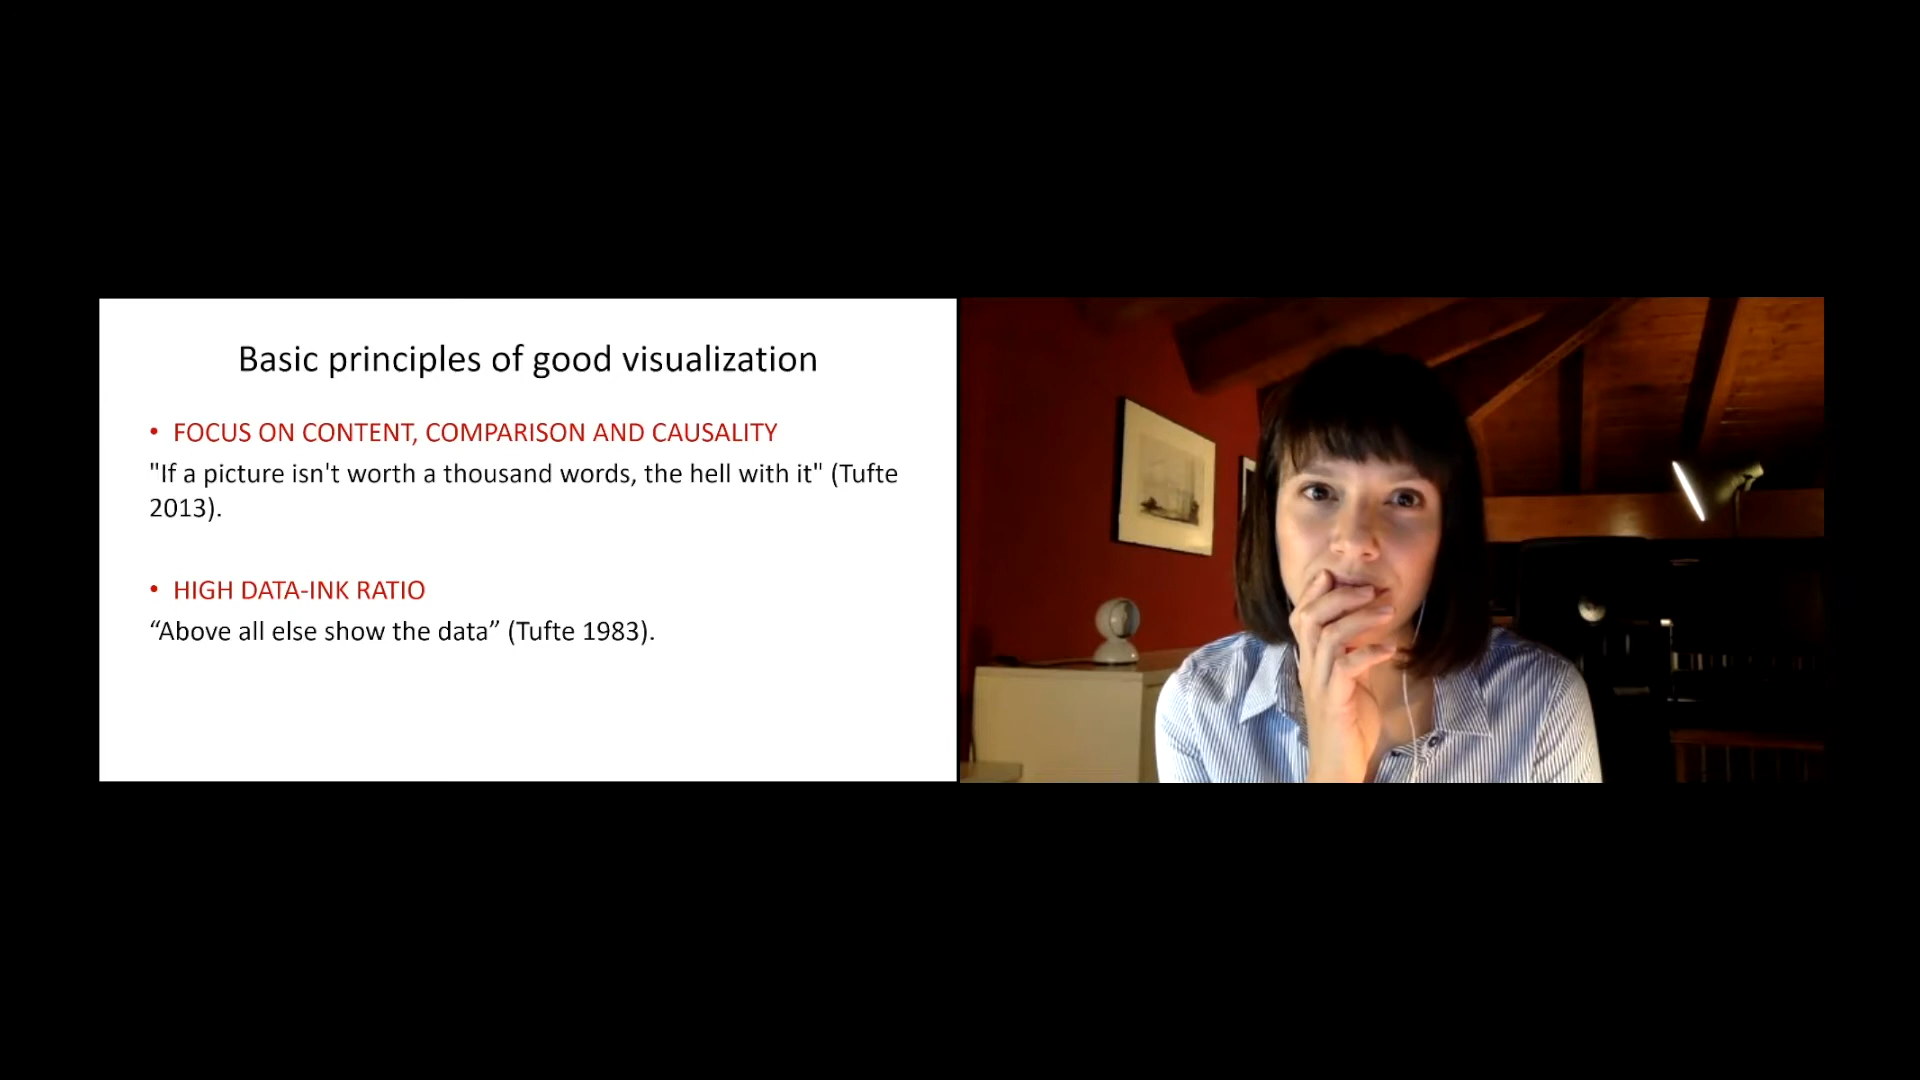 Basic principles of good visualization
• FOCUS ON CONTENT, COMPARISON AND CAUSALITY
"If a picture isn't worth a thousand words, the hell with it" (Tufte
2013).
• HIGH DATA-INK RATIO
“Above all else show the data” (Tufte 1983).